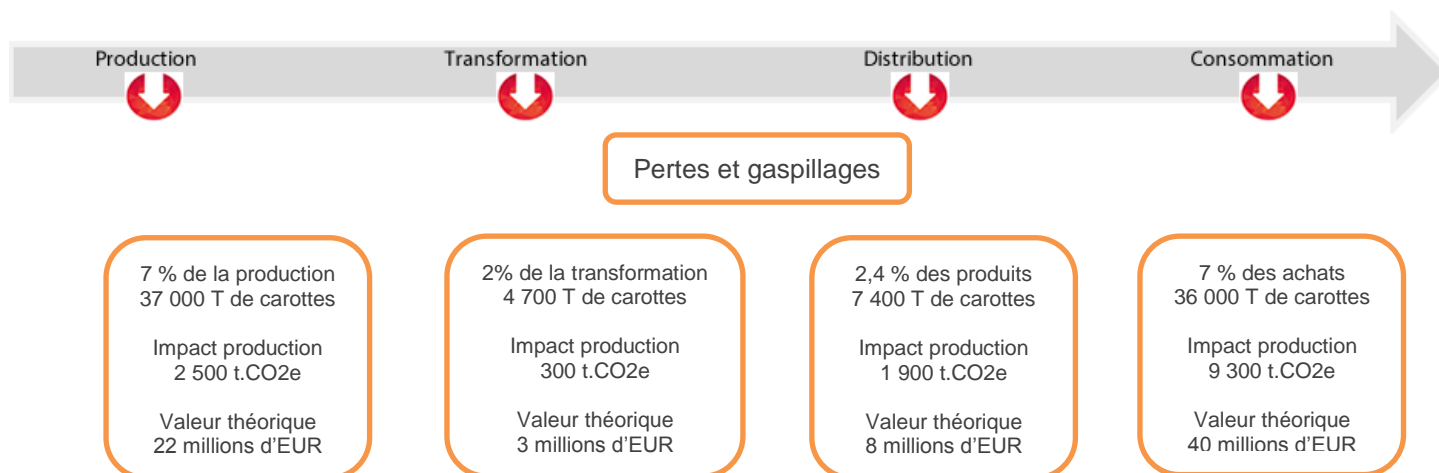 Production
Transformation
Distribution
Consommation
Pertes et gaspillages
7 % de la production
37 000 T de carottes
Impact production
2 500 t.CO2e
Valeur théorique
22 millions d’EUR
2% de la transformation
4 700 T de carottes
Impact production
300 t.CO2e
Valeur théorique
3 millions d’EUR
2,4 % des produits
7 400 T de carottes
Impact production
1 900 t.CO2e
Valeur théorique
8 millions d’EUR
7 % des achats
36 000 T de carottes
Impact production
9 300 t.CO2e
Valeur théorique
40 millions d’EUR